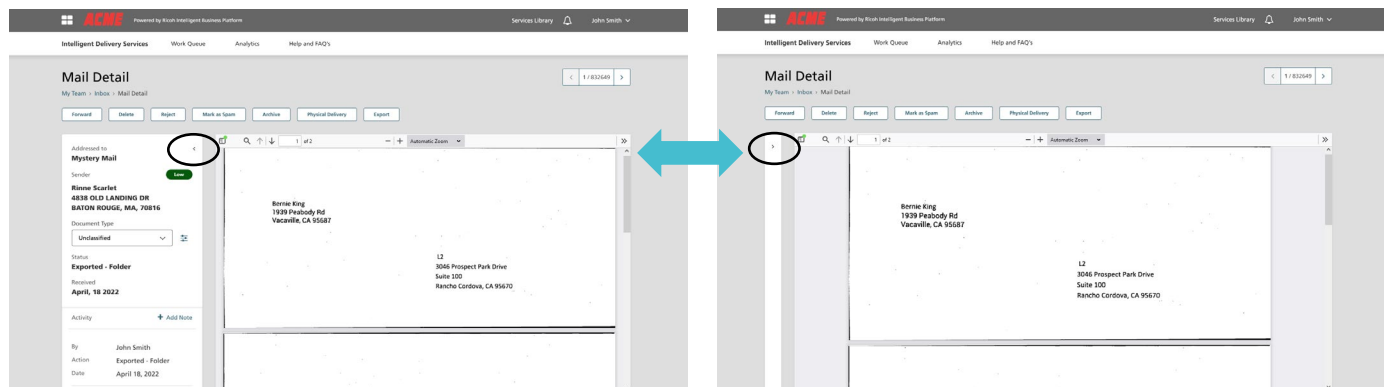 ACME Powered by Ricoh Intelligent Business Platform Services Library John Smith
Intelligent Delivery Services Work Queue Analytics Help and FAQ's
Mail Detail
1 / 832649
My Team > Inbox > Mail Detail
Forward Delete Reject Mark as Spam Archive Physical Delivery Export
Addressed to
Mystery Mail
Sender Low
Rinne Scarlet
4838 OLD LANDING DR
BATON ROUGE, MA, 70816
Document Type
Unclassified
Status
Exported - Folder
Received
April, 18 2022
Activity + Add Note
By John Smith
Action Exported - Folder
Date April 18, 2022
1 of 2 Automatic Zoom
Bernie King
1939 Peabody Rd
Vacaville, CA 95687
L2
3046 Prospect Park Drive
Suite 100
Rancho Cordova, CA 95670
ACME Powered by Ricoh Intelligent Business Platform Services Library John Smith
Intelligent Delivery Services Work Queue Analytics Help and FAQ's
Mail Detail
1 / 832649
My Team > Inbox > Mail Detail
Forward Delete Reject Mark as Spam Archive Physical Delivery Export
1 of 2 Automatic Zoom
Bernie King
1939 Peabody Rd
Vacaville, CA 95687
L2
3046 Prospect Park Drive
Suite 100
Rancho Cordova, CA 95670